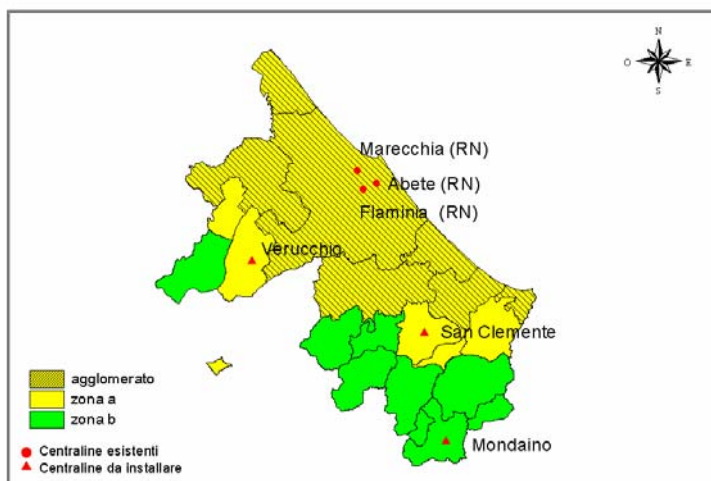 N
O E
S
Marecchia (RN)
Abete (RN)
Flaminia (RN)
Verucchio
San Clemente
agglomerato
zona a
zona b
Mondaino
Centraline esistenti
Centraline da installare